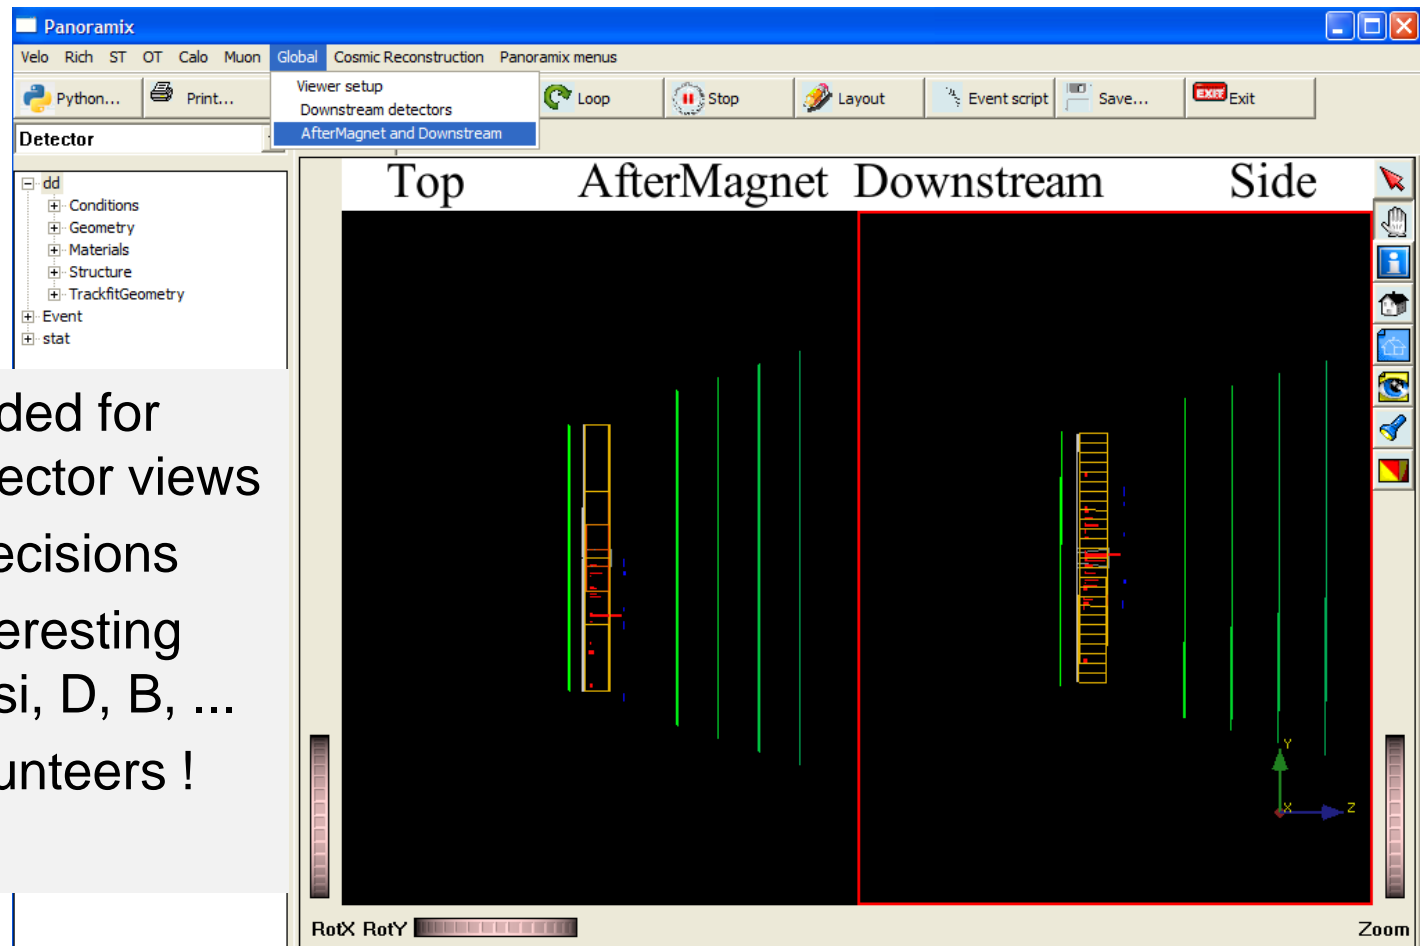 Panoramix
Velo Rich ST OT Calo Muon Global Cosmic Reconstruction Panoramix menus
Viewer setup
Downstream detectors
AfterMagnet and Downstream
Python... Print... Loop Stop Layout Event script Save... EXIT Exit
Detector
Top AfterMagnet Downstream Side
dd
Conditions
Geometry
Materials
Structure
TrackfitGeometry
Event
stat
ded for
ector views
ecisions
eresting
si, D, B, ...
unteers !
Y
X Z
RotX RotY Zoom